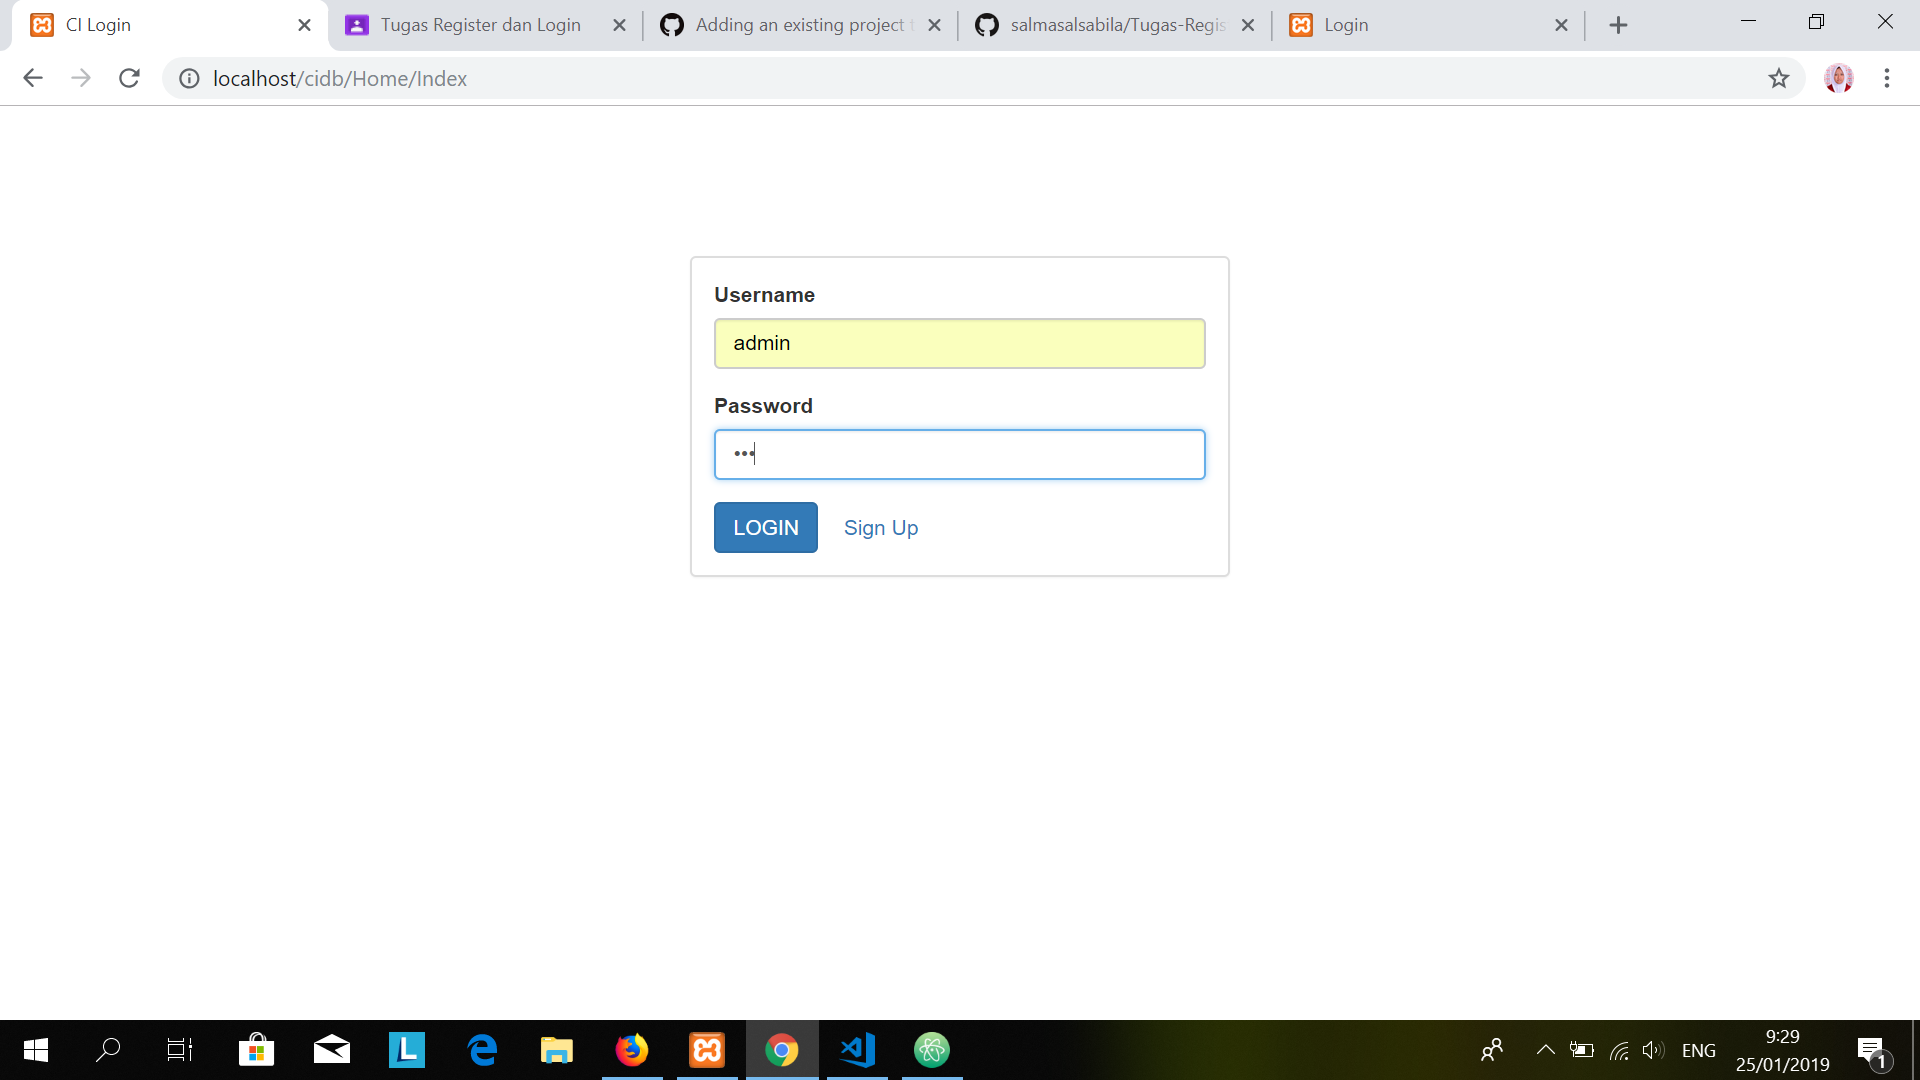 CI Login
Tugas Register dan Login
Adding an existing project t
salmasalsabila/Tugas-Regis
Login
localhost/cidb/Home/Index
Username
admin
Password
•••
LOGIN Sign Up
L
ENG
9:29
25/01/2019
1